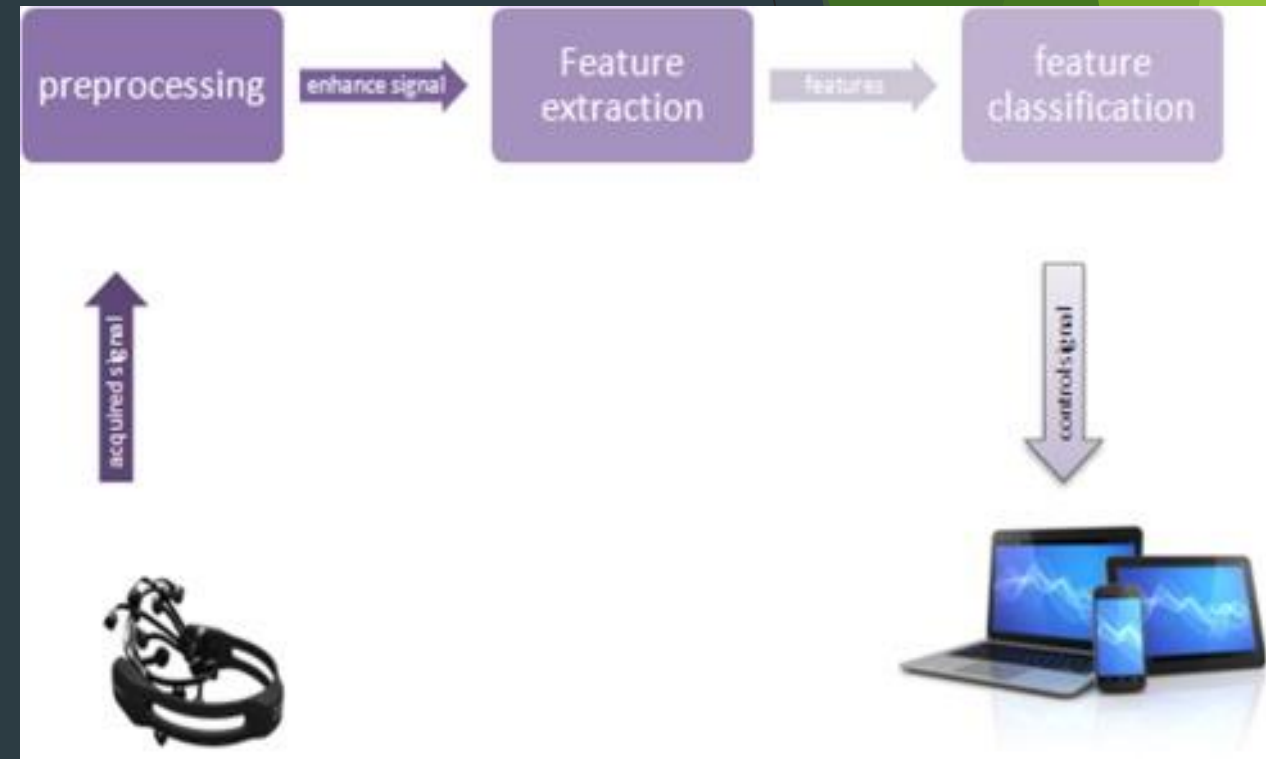 preprocessing
enhance signal
Feature
extraction
features
feature
classification
acquired signal
control signal